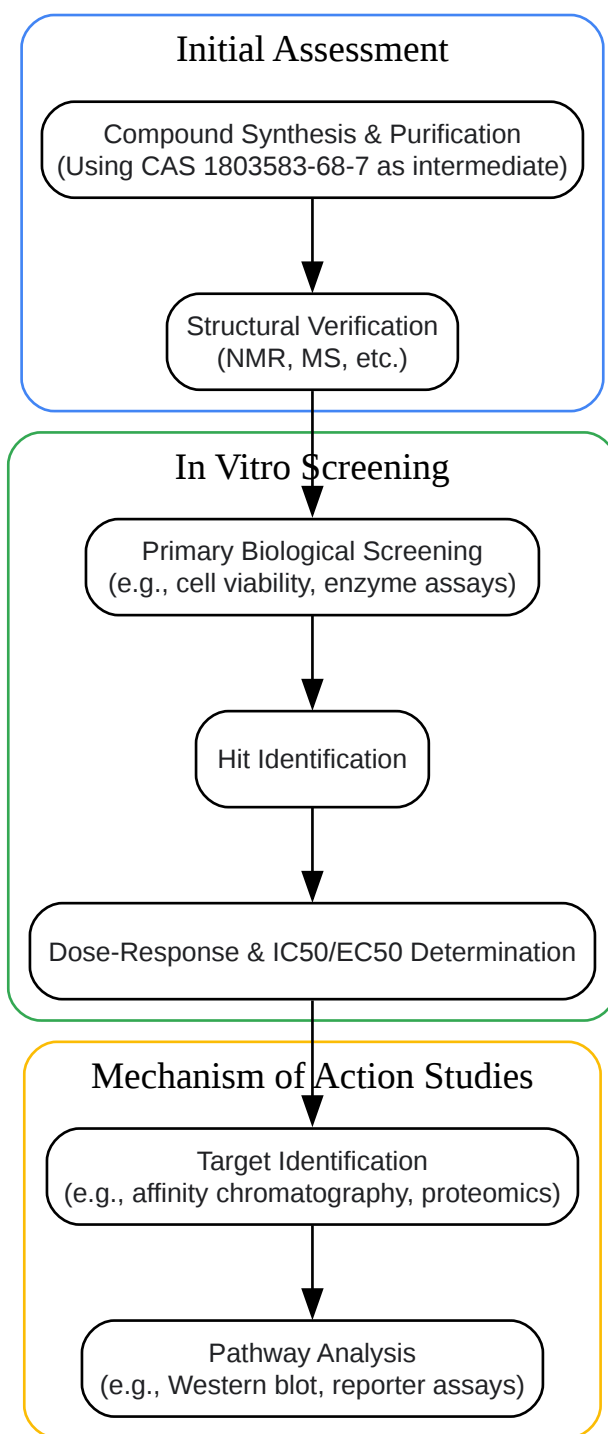 Initial Assessment
Compound Synthesis & Purification
(Using CAS 1803583-68-7 as intermediate)
Structural Verification
(NMR, MS, etc.)
In Vitro Screening
Primary Biological Screening
(e.g., cell viability, enzyme assays)
Hit Identification
Dose-Response & IC50/EC50 Determination
Mechanism of Action Studies
Target Identification
(e.g., affinity chromatography, proteomics)
Pathway Analysis
(e.g., Western blot, reporter assays)